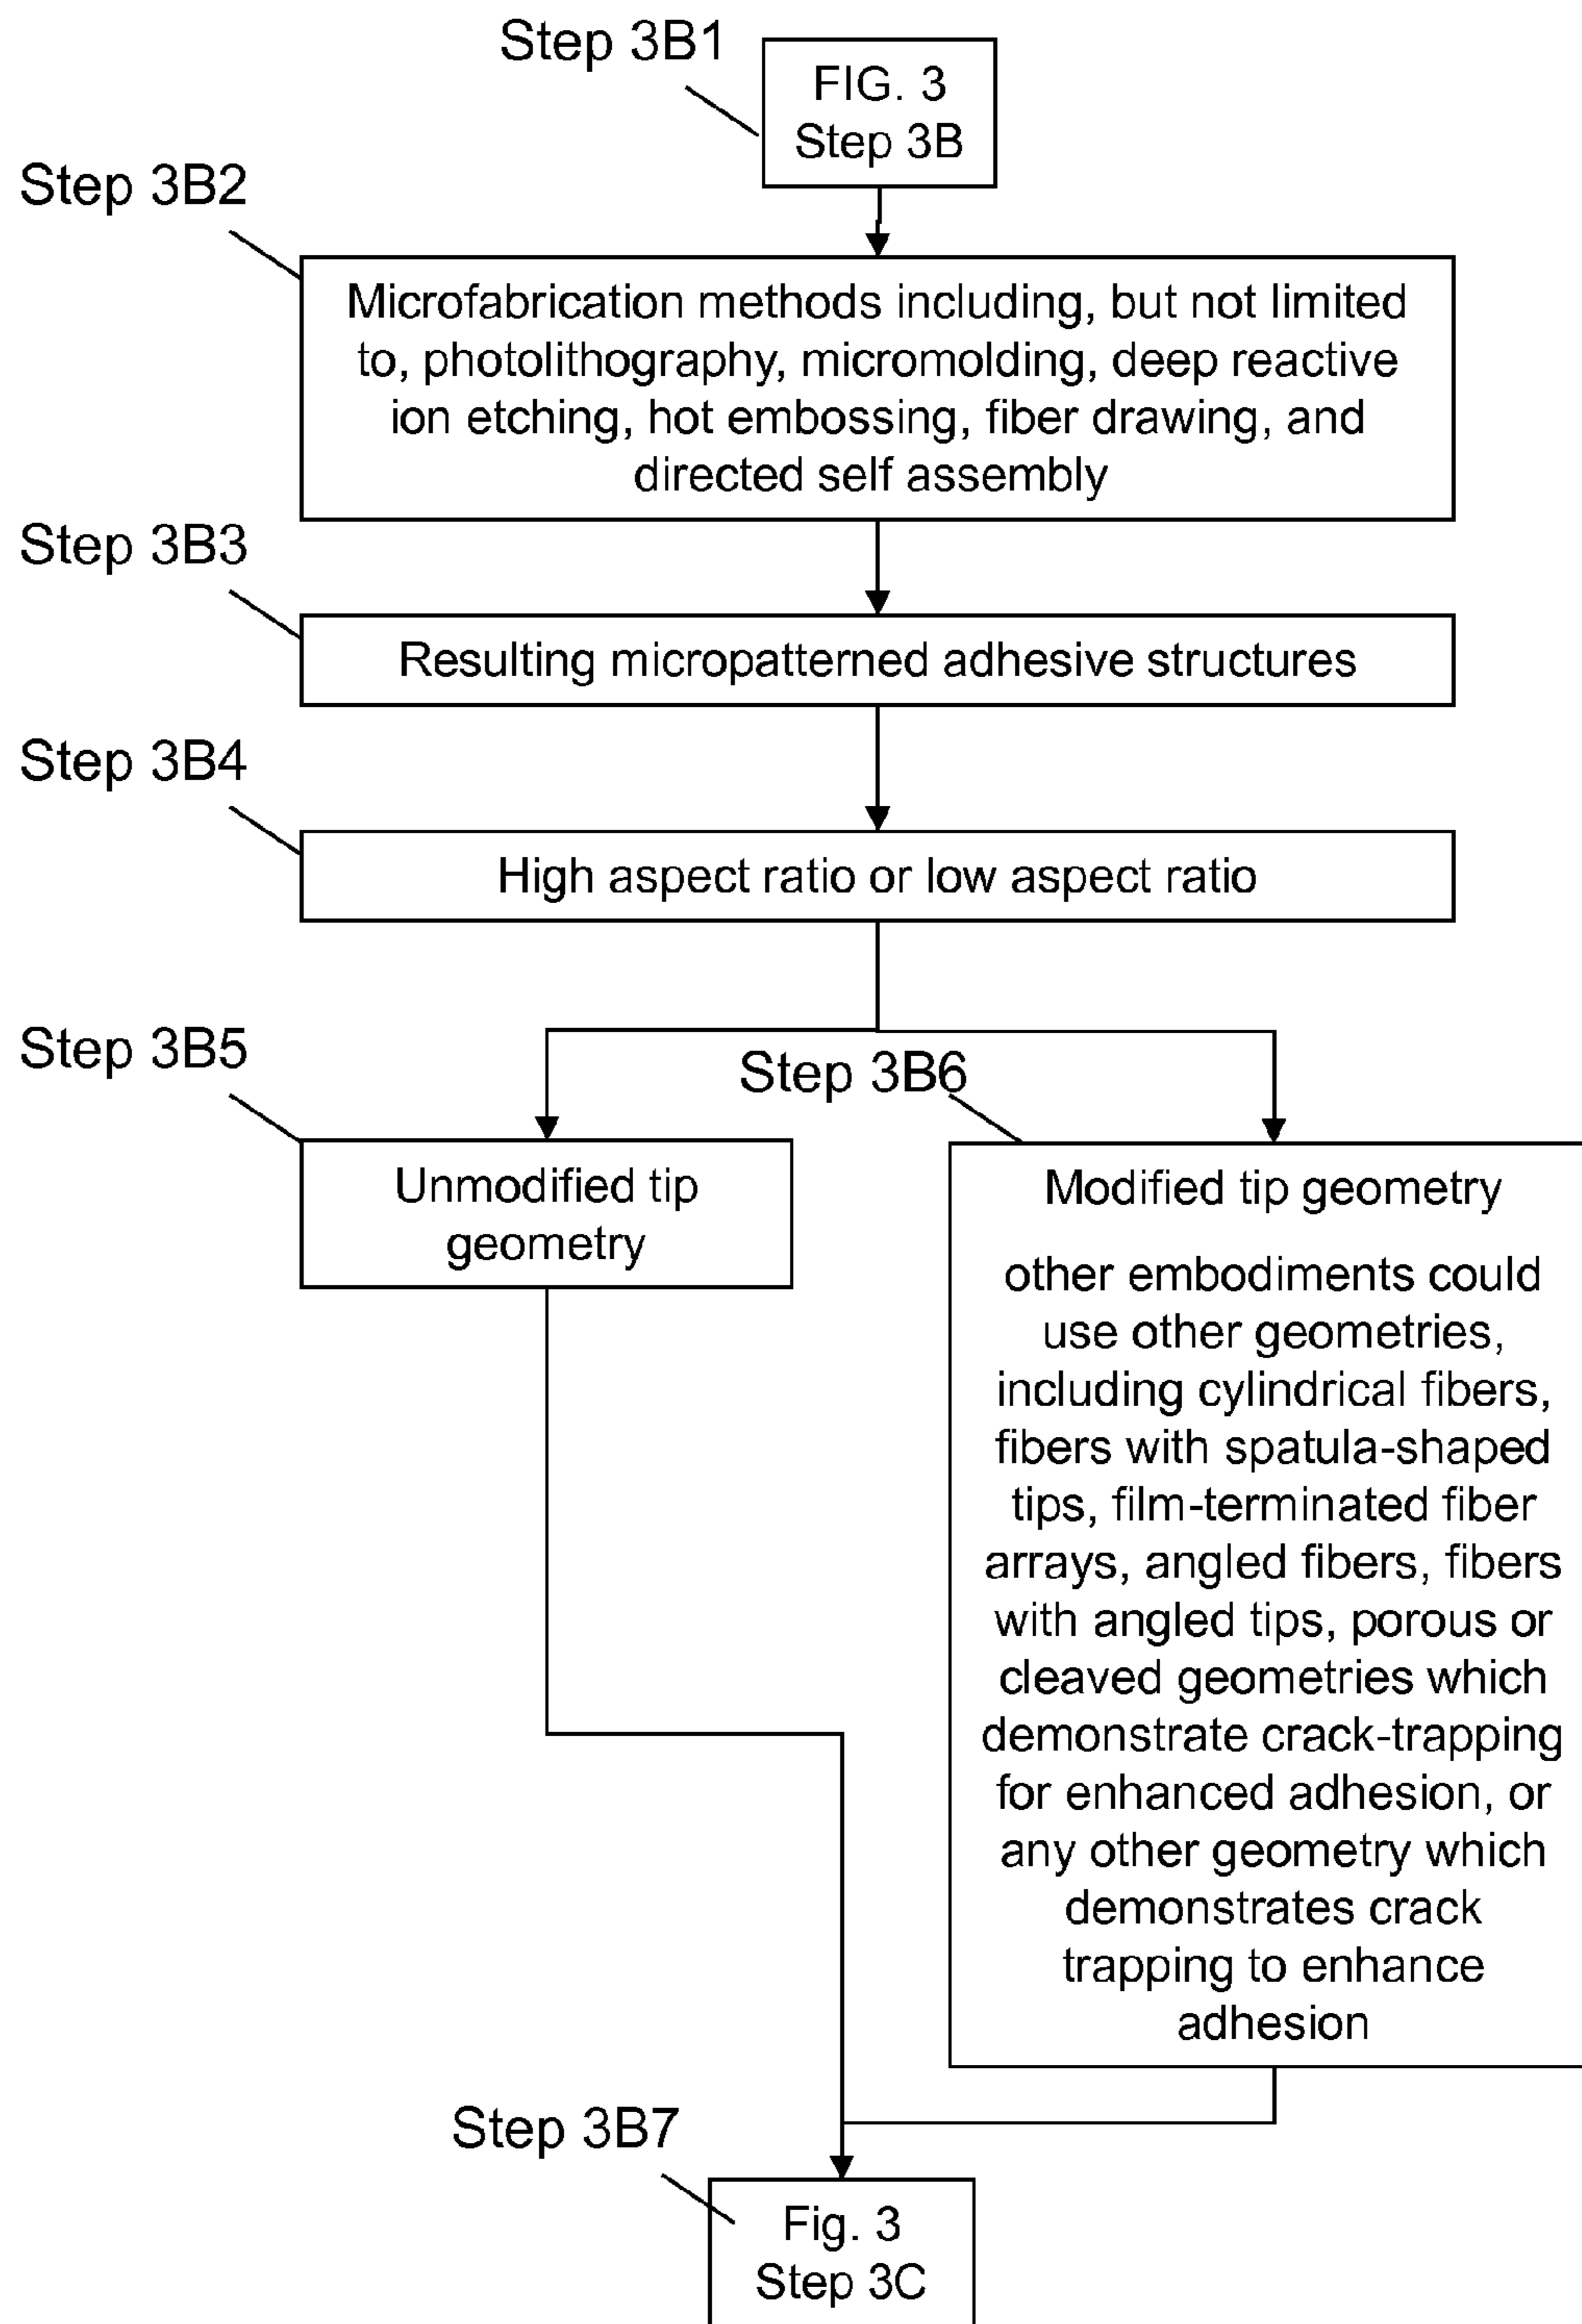 Step 3B1
FIG. 3
Step 3B
Step 3B2
Microfabrication methods including, but not limited
to, photolithography, micromolding, deep reactive
ion etching, hot embossing, fiber drawing, and
directed self assembly
Step 3B3
Resulting micropatterned adhesive structures
Step 3B4
High aspect ratio or low aspect ratio
Step 3B5
Unmodified tip
geometry
Step 3B6
Modified tip geometry
other embodiments could
use other geometries,
including cylindrical fibers,
fibers with spatula-shaped
tips, film-terminated fiber
arrays, angled fibers, fibers
with angled tips, porous or
cleaved geometries which
demonstrate crack-trapping
for enhanced adhesion, or
any other geometry which
demonstrates crack
trapping to enhance
adhesion
Step 3B7
Fig. 3
Step 3C